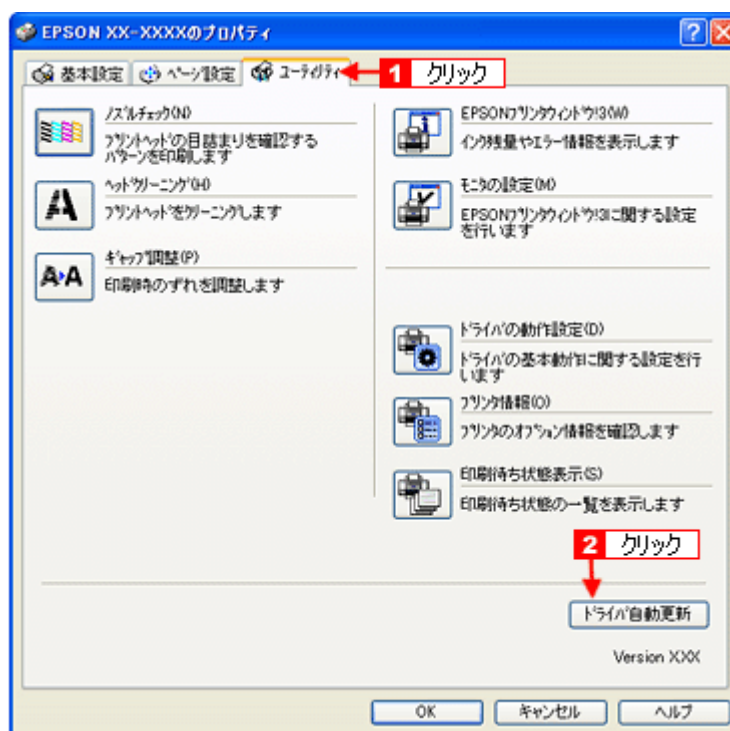 EPSON XX-XXXXのプロパティ
基本設定 ページ設定 ユーティリティ 1 クリック
ノズルチェック(N)
プリントヘッドの目詰まりを確認する
パターンを印刷します
ヘッドクリーニング(H)
プリントヘッドをクリーニングします
ギャップ調整(P)
印刷時のずれを調整します
EPSONプリンタウィンドウ!3(W)
インク残量やエラー情報を表示します
モニタの設定(M)
EPSONプリンタウィンドウ!3に関する設定
を行います
ドライバの動作設定(D)
ドライバの基本動作に関する設定を行
います
プリンタ情報(O)
プリンタのオプション情報を確認します
印刷待ち状態表示(S)
印刷待ち状態の一覧を表示します
2 クリック
ドライバ自動更新
Version XXX
OK キャンセル ヘルプ